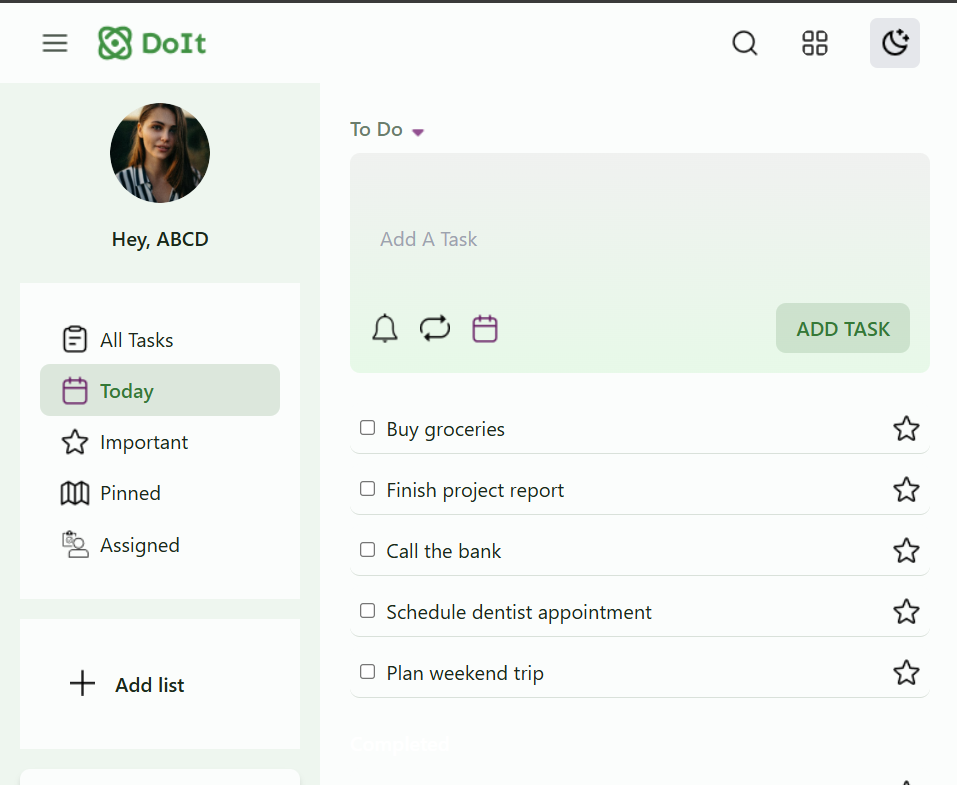 DoIt
Hey, ABCD
All Tasks
Today
Important
Pinned
Assigned
Add list
To Do
Add A Task
ADD TASK
Buy groceries
Finish project report
Call the bank
Schedule dentist appointment
Plan weekend trip
Completed